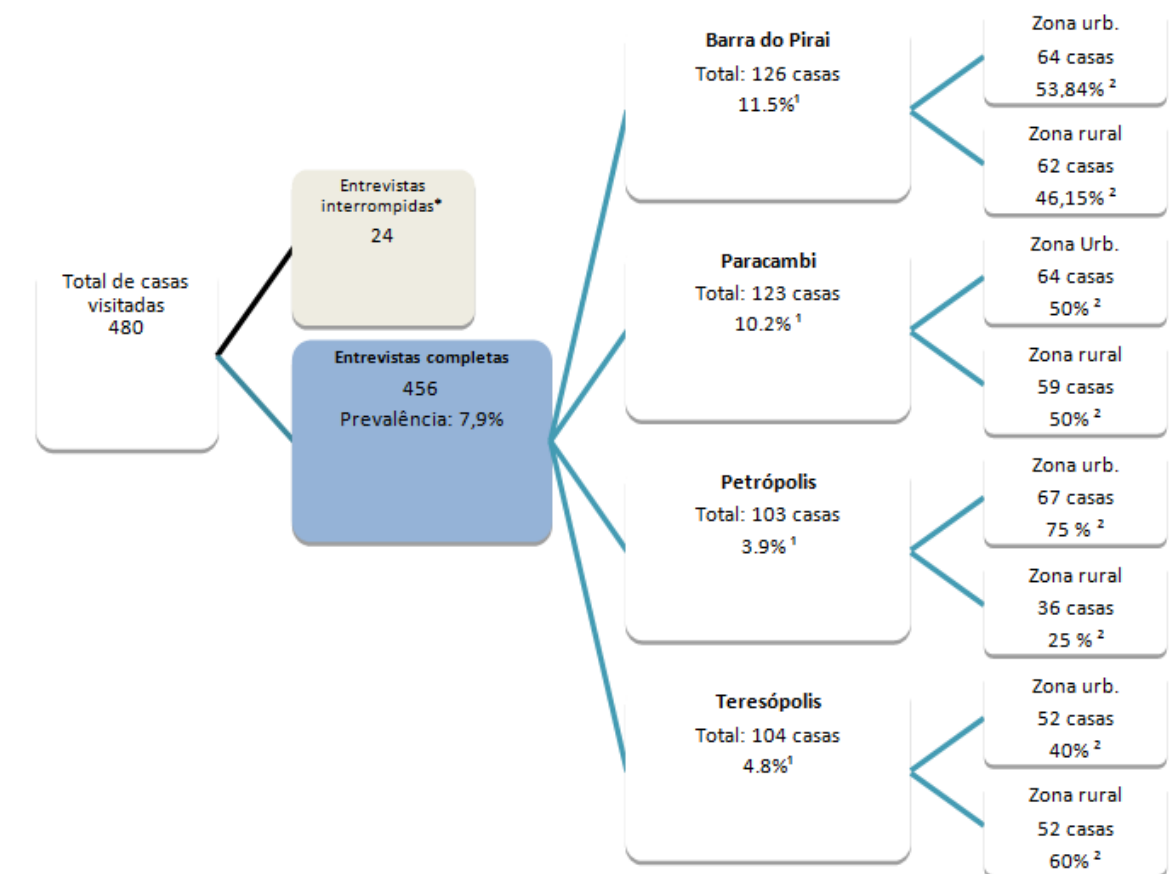 Total de casas
visitadas
480
Entrevistas
interrompidas*
24
Entrevistas completas
456
Prevalência: 7,9%
Barra do Pirai
Total: 126 casas
11.5%¹
Zona urb.
64 casas
53,84% ²
Zona rural
62 casas
46,15% ²
Paracambi
Total: 123 casas
10.2% ¹
Zona Urb.
64 casas
50% ²
Zona rural
59 casas
50% ²
Petrópolis
Total: 103 casas
3.9% ¹
Zona urb.
67 casas
75 % ²
Zona rural
36 casas
25 % ²
Teresópolis
Total: 104 casas
4.8%¹
Zona urb.
52 casas
40% ²
Zona rural
52 casas
60% ²